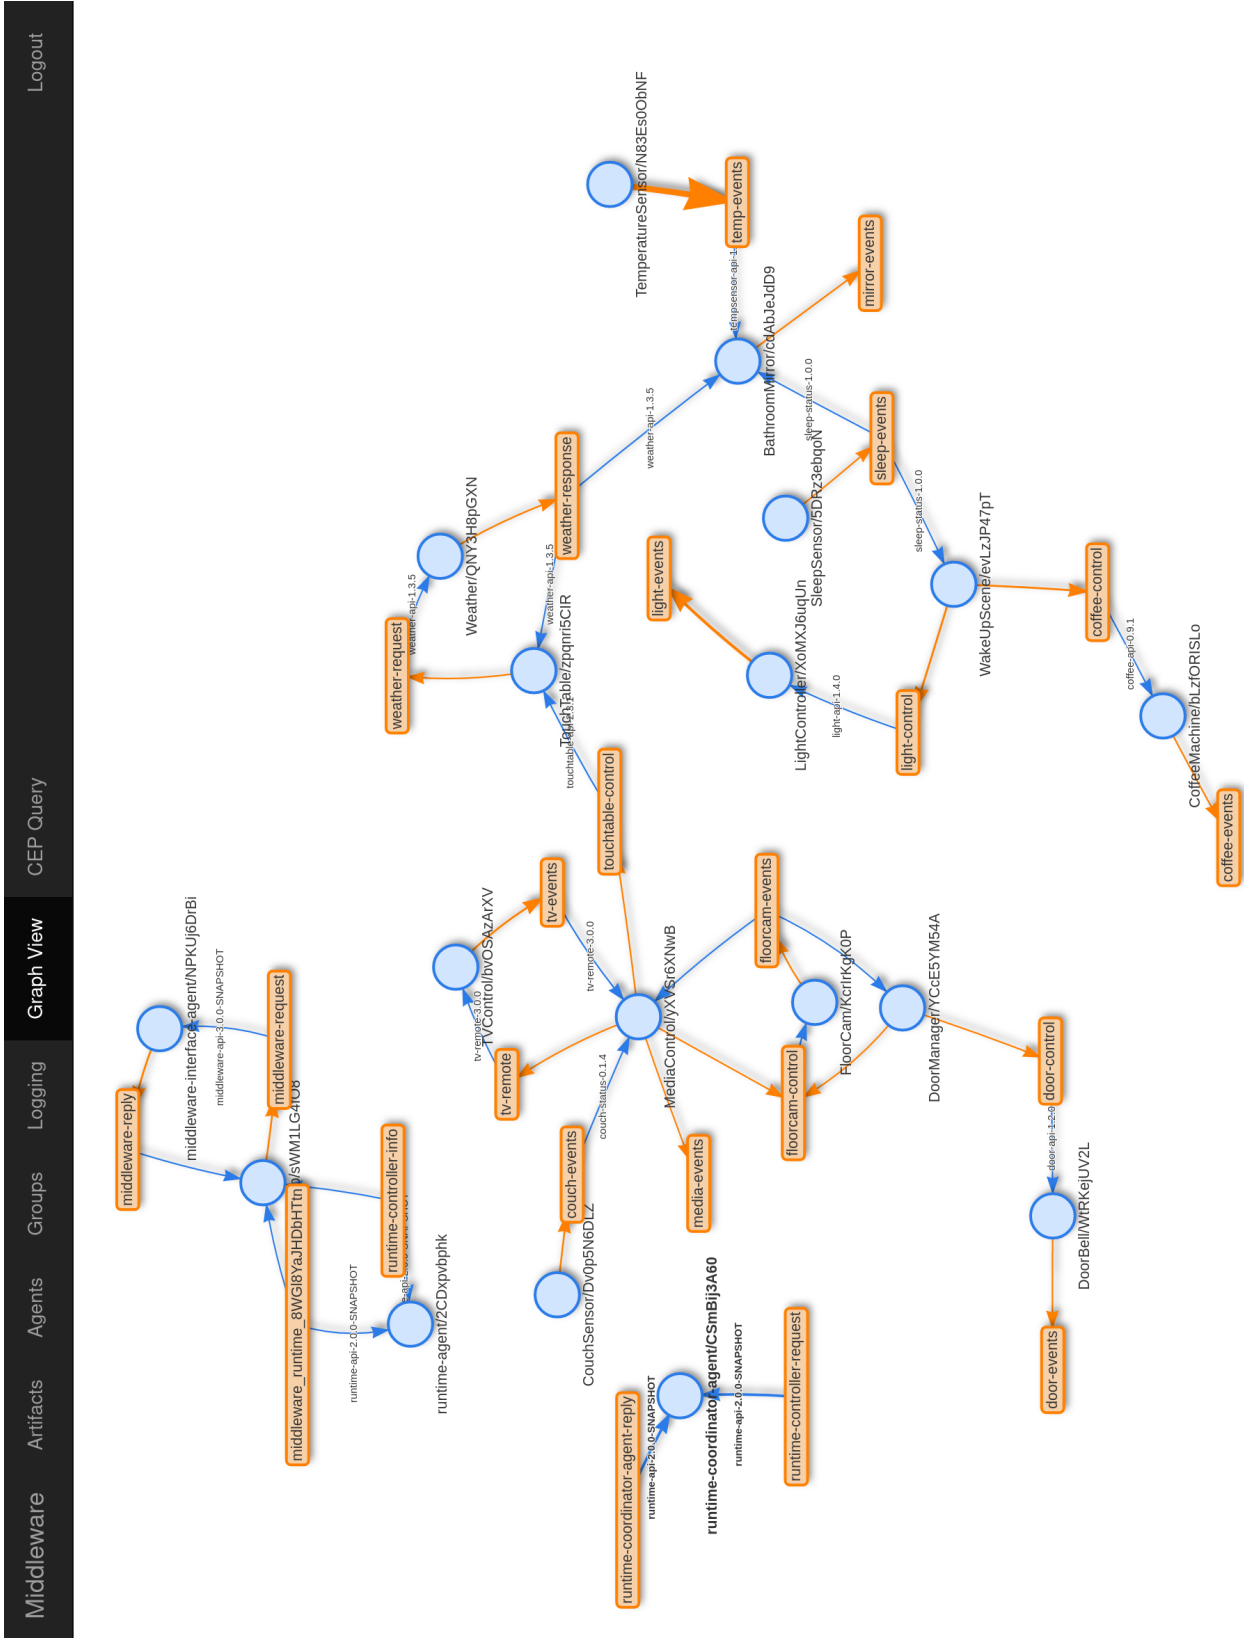 Middleware
Artifacts
Agents
Groups
Logging
Graph View
CEP Query
Logout
middleware-reply
middleware-interface-agent/NPKUj6DrBi
middleware-api-3.0.0-SNAPSHOT
middleware-request
middleware_runtime_8WGI8YaJHDbHTtn
runtime-controller-info
runtime-api-2.0.0-SNAPSHOT
runtime-agent/2CDxpvbphk
weather-request
weather-api-1.3.5
Weather/QNY3H8pGXN
weather-response
weather-api-1.3.5
weather-api-1.3.5
TouchTable/zpqnri5CIR
touchtable-control
TVControl/bvOSAzArXV
tv-remote-3.0.0
tv-remote
tv-events
tv-remote-3.0.0
couch-events
CouchSensor/Dv0p5N6DLZ
couch-status-0.1.4
MediaControl/yXVSr6XNwB
media-events
runtime-coordinator-agent-reply
runtime-api-2.0.0-SNAPSHOT
runtime-coordinator-agent/CSmBij3A60
runtime-api-2.0.0-SNAPSHOT
runtime-controller-request
TemperatureSensor/N83Es0ObNF
temp-events
tempsensor-api-1.
BathroomMirror/cdAbJeJdD9
mirror-events
sleep-status-1.0.0
sleep-events
SleepSensor/5DRz3ebqoN
sleep-status-1.0.0
light-events
LightController/XoMXJ6uqUn
light-api-1.4.0
light-control
WakeUpScene/evLzJP47pT
coffee-control
coffee-api-0.9.1
CoffeeMachine/bLzfORISLo
coffee-events
floorcam-events
FloorCam/KcrIrKgK0P
floorcam-control
DoorManager/YCcE5YM54A
door-control
door-api-1.2.0
DoorBell/WtRKejUV2L
door-events